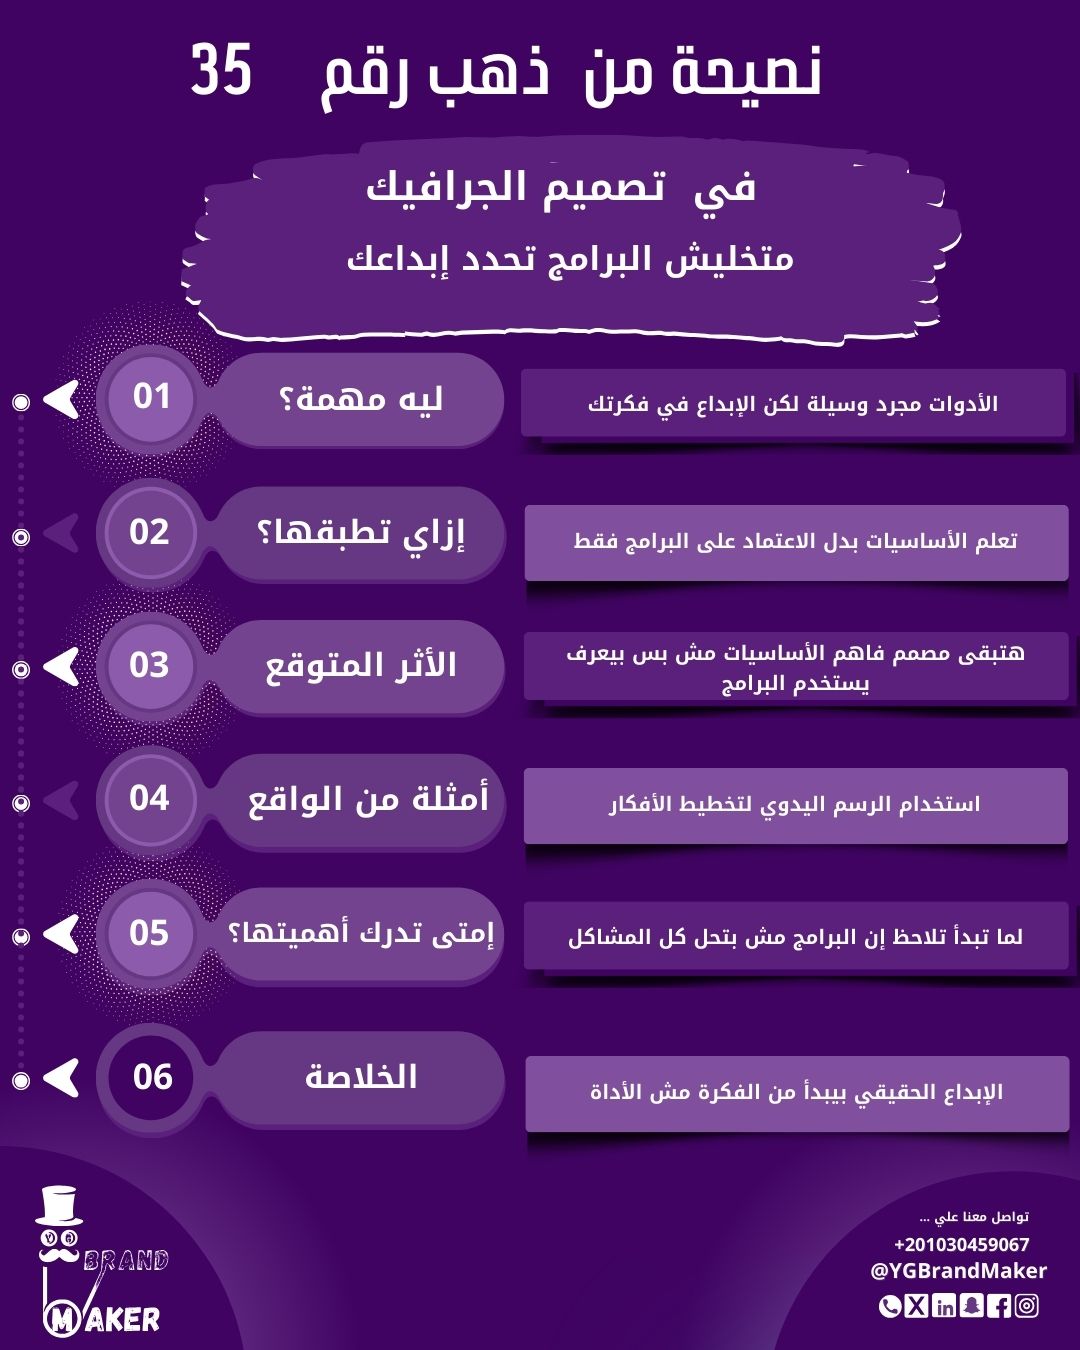 نصيحة من ذهب رقم 35
في تصميم الجرافيك
متخليش البرامج تحدد إبداعك
01
ليه مهمة؟
الأدوات مجرد وسيلة لكن الإبداع في فكرتك
02
إزاي تطبقها؟
تعلم الأساسيات بدل الاعتماد على البرامج فقط
03
الأثر المتوقع
هتبقى مصمم فاهم الأساسيات مش بس بيعرف
يستخدم البرامج
04
أمثلة من الواقع
استخدام الرسم اليدوي لتخطيط الأفكار
05
إمتى تدرك أهميتها؟
لما تبدأ تلاحظ إن البرامج مش بتحل كل المشاكل
06
الخلاصة
الإبداع الحقيقي بيبدأ من الفكرة مش الأداة
YG
BRAND
MAKER
تواصل معنا علي ...
+201030459067
@YGBrandMaker